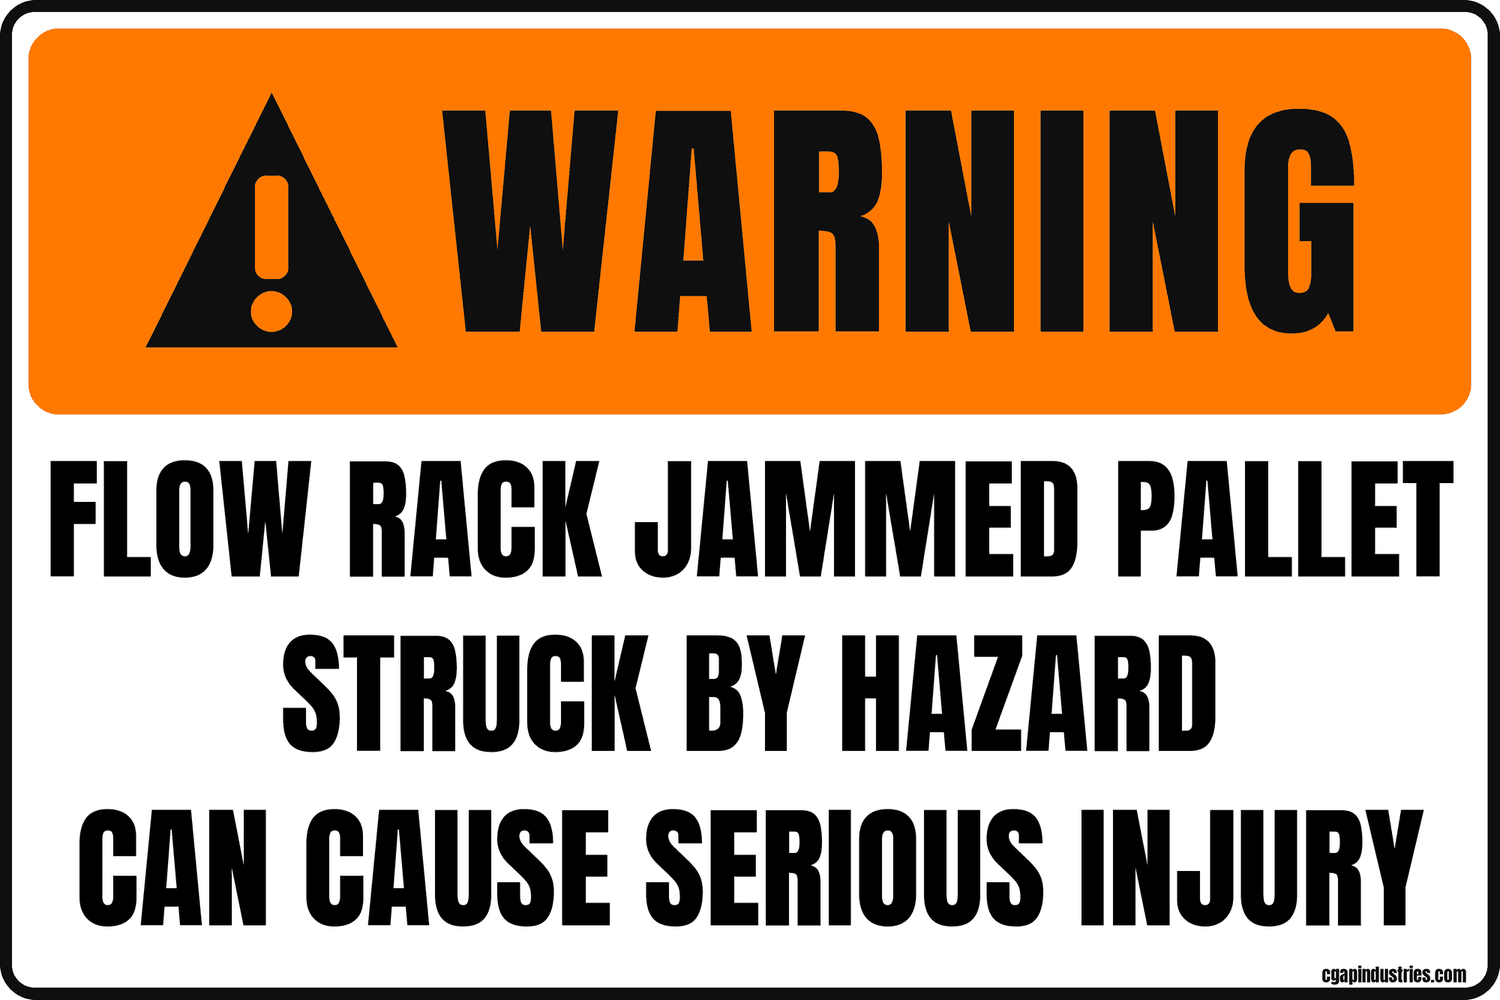 WARNING
FLOW RACK JAMMED PALLET
STRUCK BY HAZARD
CAN CAUSE SERIOUS INJURY
cgapindustries.com